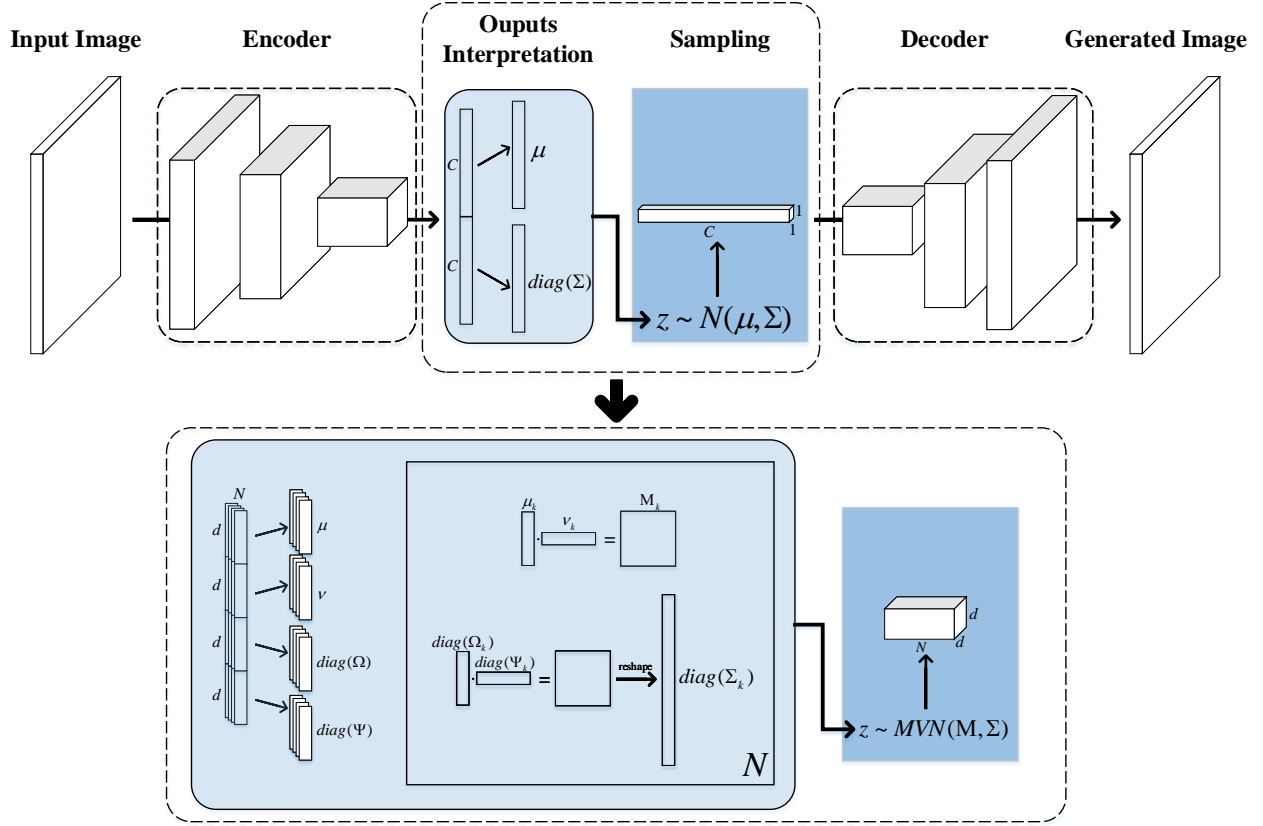 Input Image
Encoder
Ouputs
Interpretation
Sampling
Decoder
Generated Image
C
μ
C
diag(Σ)
C
1
1
z ~ N(μ,Σ)
N
d
μ
d
ν
d
diag(Ω)
d
diag(Ψ)
μ_k
·
ν_k
=
M_k
diag(Ω_k)
·
diag(Ψ_k)
=
reshape
diag(Σ_k)
N
N
d
d
z ~ MVN(M,Σ)